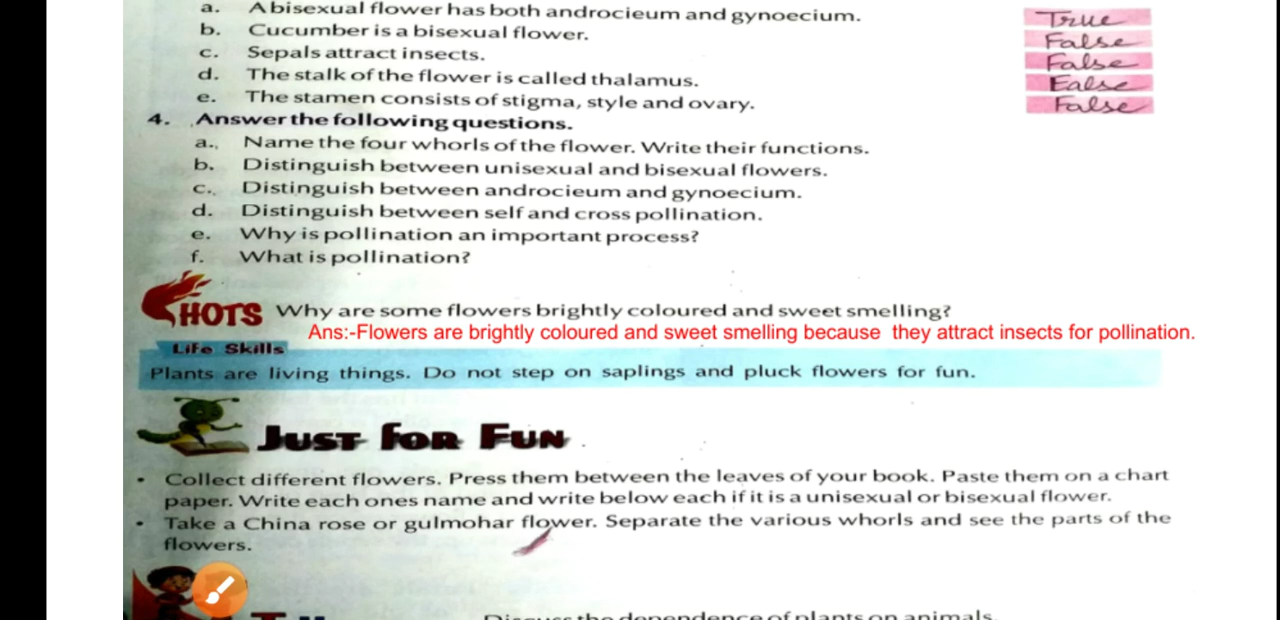 a. A bisexual flower has both androcieum and gynoecium. True
b. Cucumber is a bisexual flower. False
c. Sepals attract insects. False
d. The stalk of the flower is called thalamus. False
e. The stamen consists of stigma, style and ovary. False
4. Answer the following questions.
a. Name the four whorls of the flower. Write their functions.
b. Distinguish between unisexual and bisexual flowers.
c. Distinguish between androcieum and gynoecium.
d. Distinguish between self and cross pollination.
e. Why is pollination an important process?
f. What is pollination?
HOTS Why are some flowers brightly coloured and sweet smelling?
Ans:-Flowers are brightly coloured and sweet smelling because they attract insects for pollination.
Life Skills
Plants are living things. Do not step on saplings and pluck flowers for fun.
JUST FOR FUN
• Collect different flowers. Press them between the leaves of your book. Paste them on a chart
paper. Write each ones name and write below each if it is a unisexual or bisexual flower.
• Take a China rose or gulmohar flower. Separate the various whorls and see the parts of the
flowers.
Discuss the dependence of plants on animals.